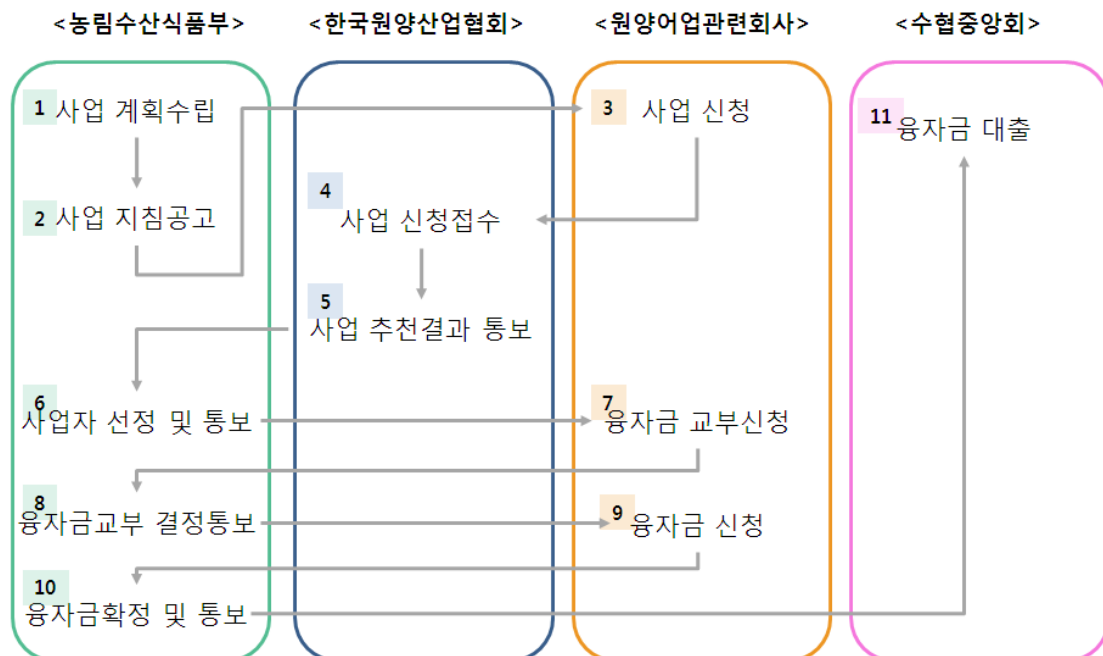 <농림수산식품부> <한국원양산업협회> <원양어업관련회사> <수협중앙회>
1 사업 계획수립
2 사업 지침공고
3 사업 신청
4 사업 신청접수
5 사업 추천결과 통보
6 사업자 선정 및 통보
7 융자금 교부신청
8 융자금교부 결정통보
9 융자금 신청
10 융자금확정 및 통보
11 융자금 대출